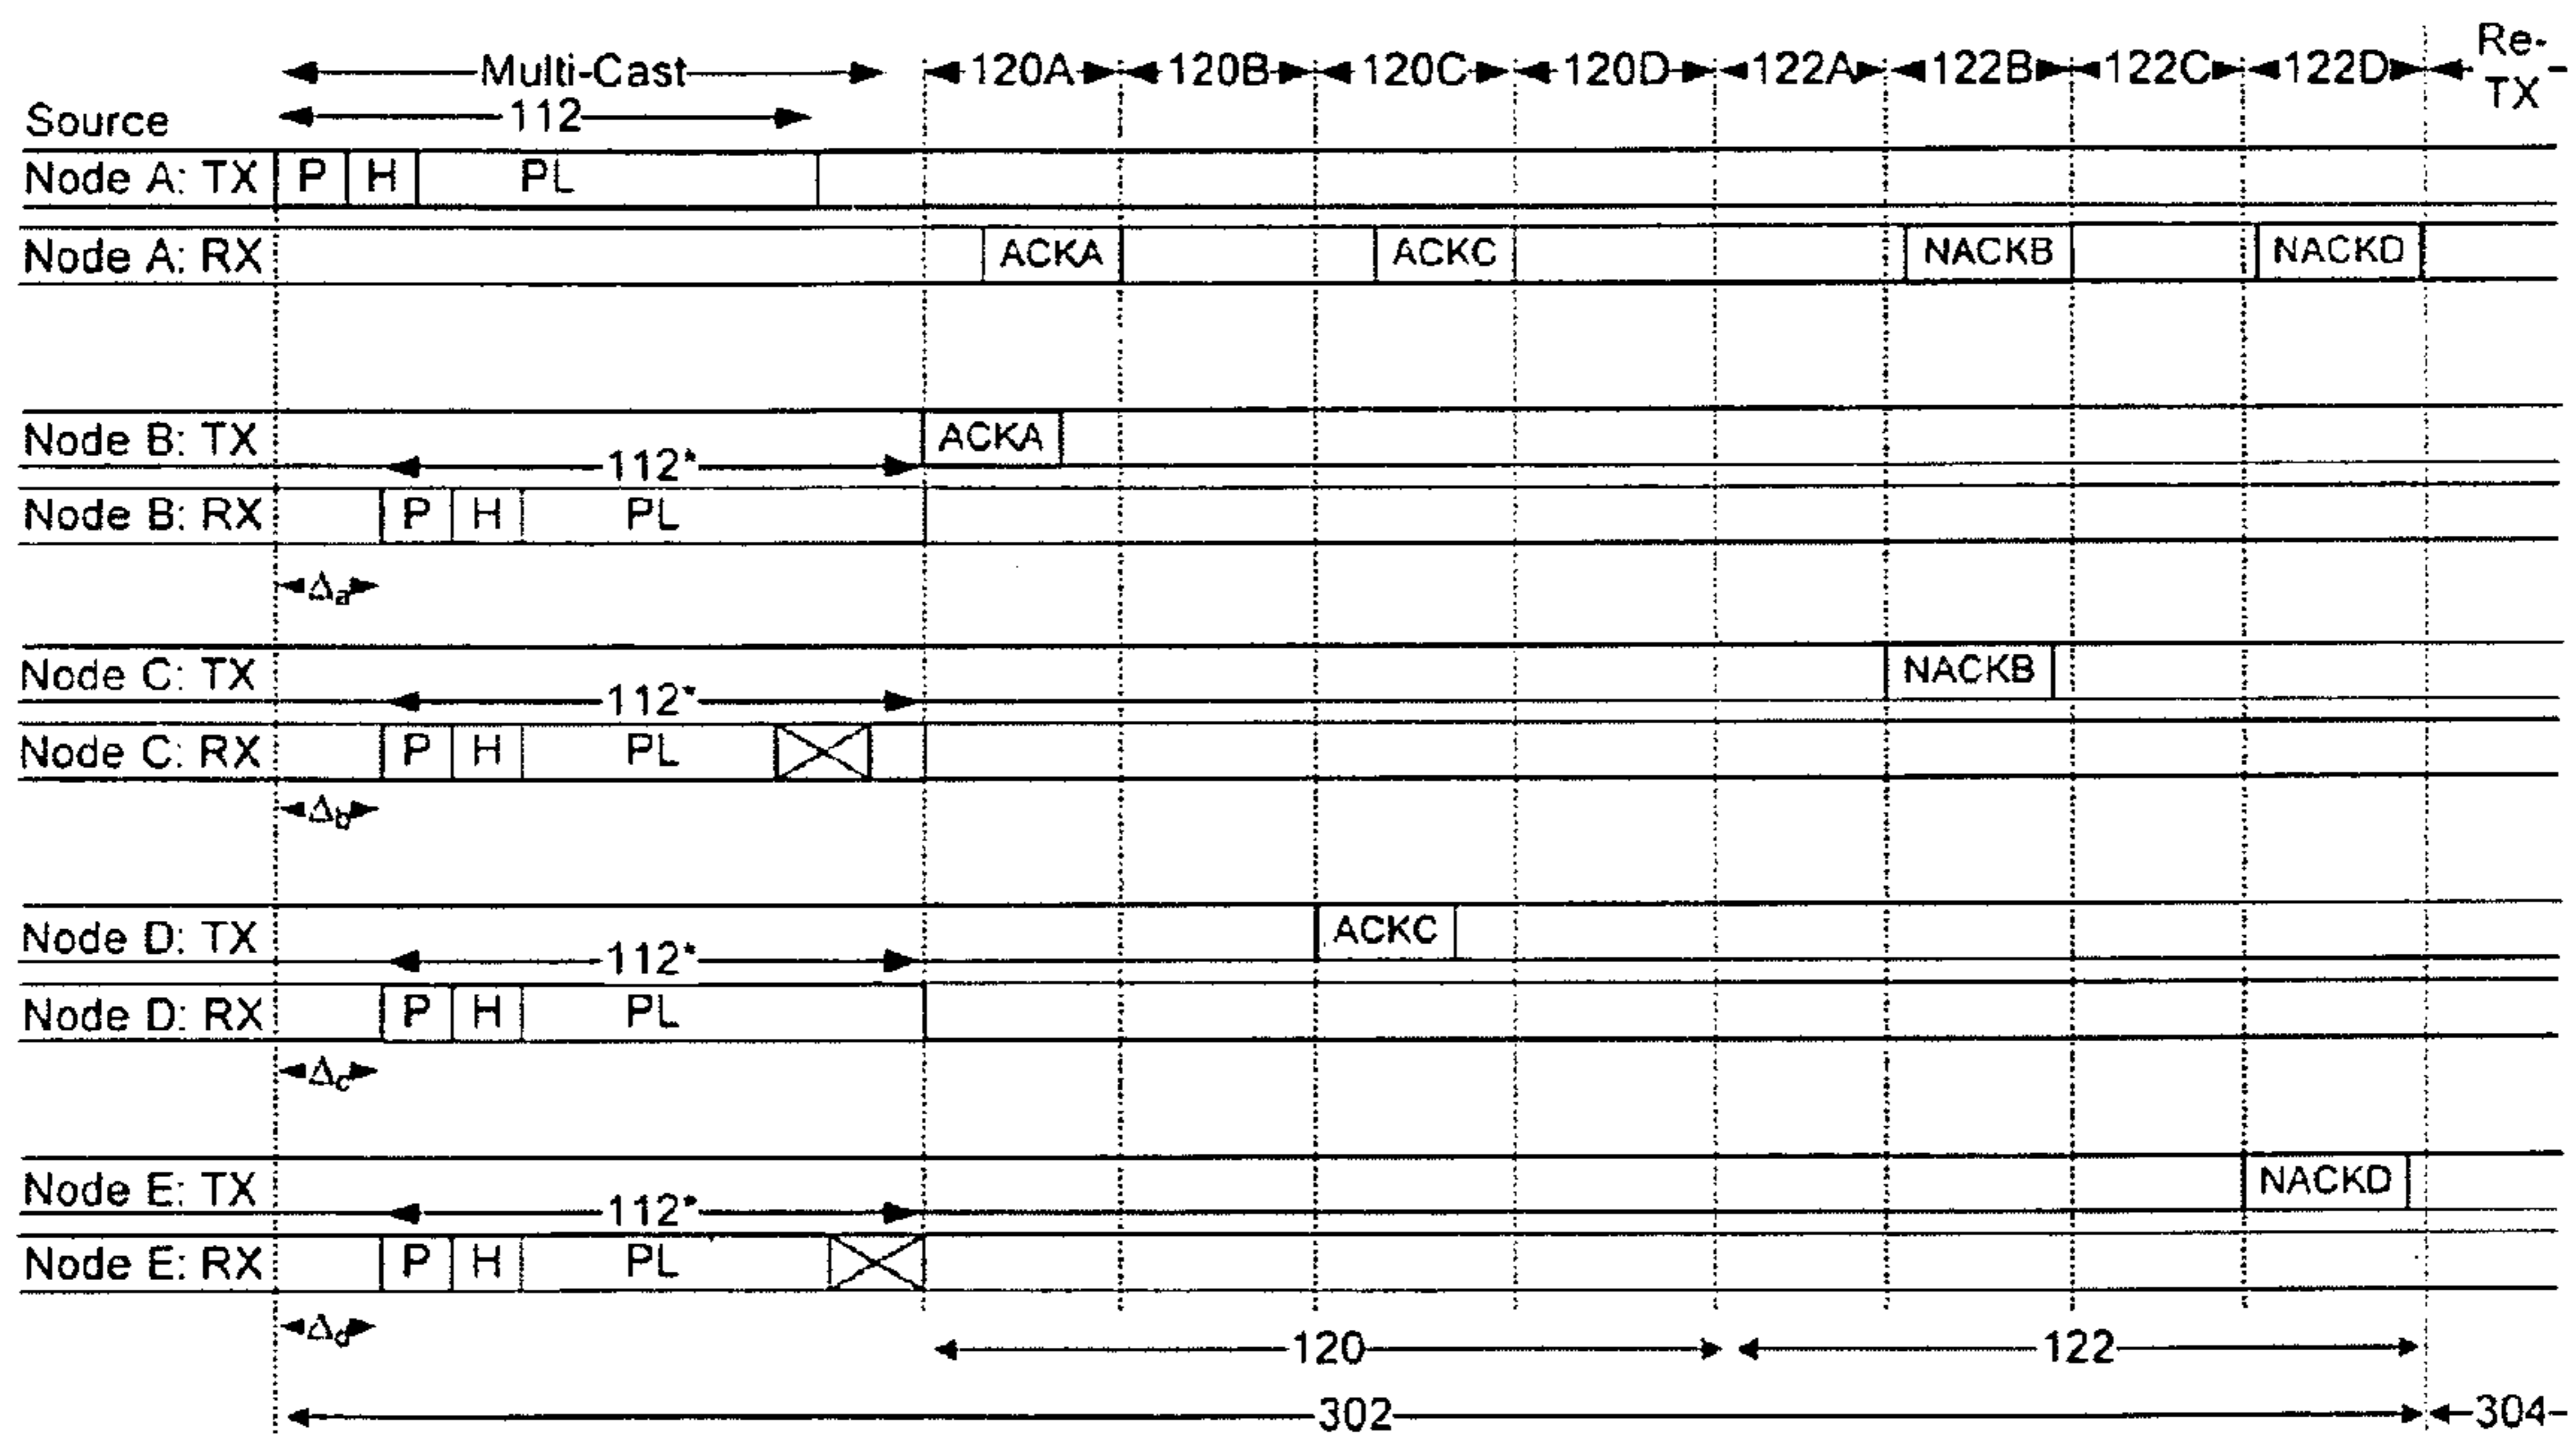 Multi-Cast 120A 120B 120C 120D 122A 122B 122C 122D Re-TX
112
Source
Node A: TX P H PL
Node A: RX ACKA ACKC NACKB NACKD
Node B: TX ACKA
112*
Node B: RX P H PL
Δa
Node C: TX NACKB
112*
Node C: RX P H PL
Δb
Node D: TX ACKC
112*
Node D: RX P H PL
Δc
Node E: TX NACKD
112*
Node E: RX P H PL
Δd
120 122
302 304